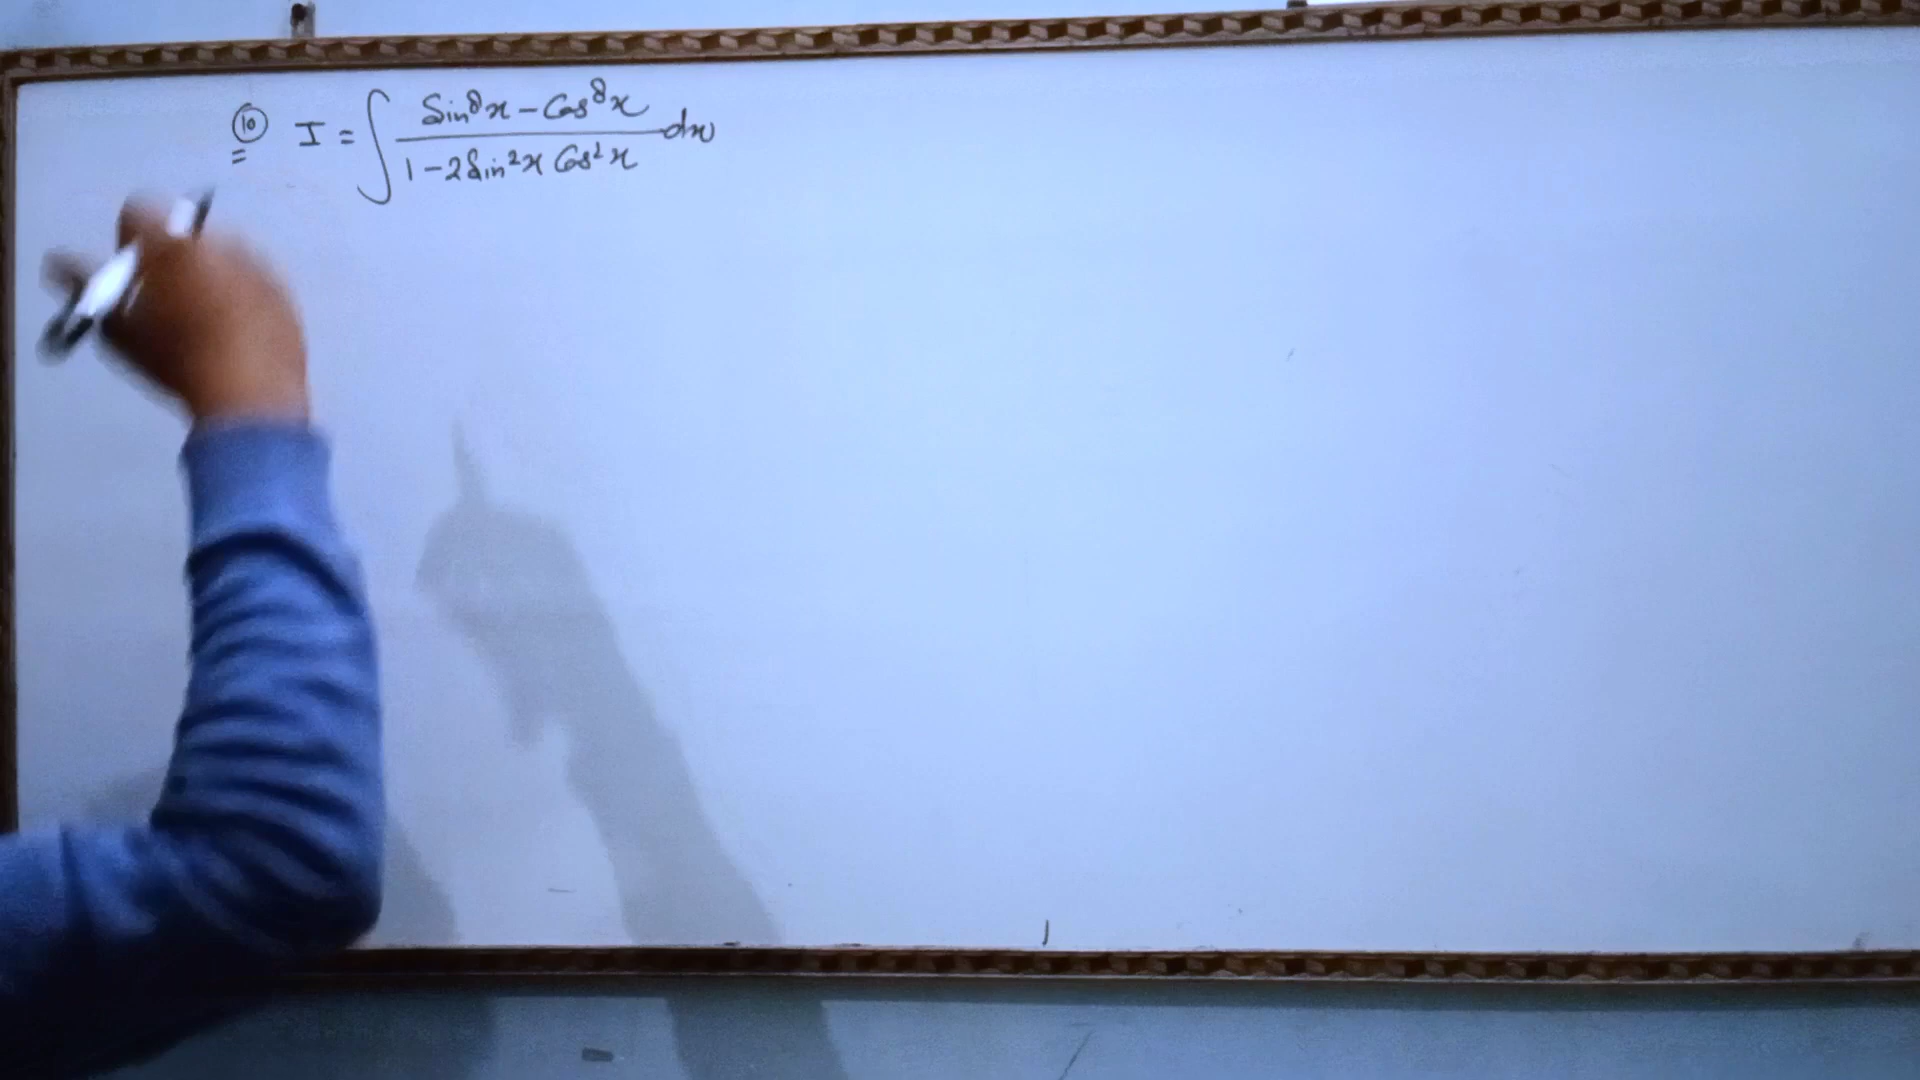 ⑩ I = ∫ (Sin⁸x − Cos⁸x) / (1 − 2Sin²x Cos²x) dx